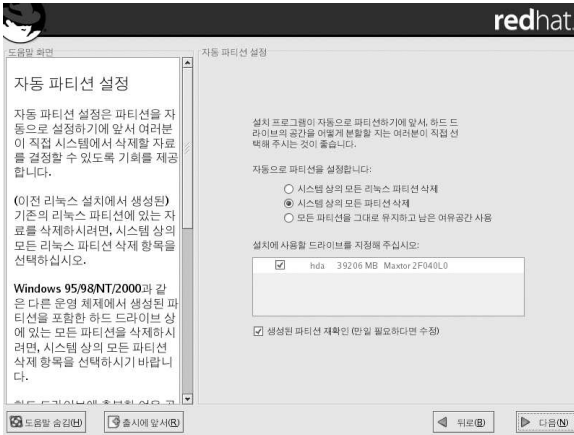 redhat.
도움말 화면
자동 파티션 설정
자동 파티션 설정은 파티션을 자
동으로 설정하기에 앞서 여러분
이 직접 시스템에서 삭제할 자료
를 결정할 수 있도록 기회를 제공
합니다.
(이전 리눅스 설치에서 생성된)
기존의 리눅스 파티션에 있는 자
료를 삭제하시려면, 시스템 상의
모든 리눅스 파티션 삭제 항목을
선택하십시오.
Windows 95/98/NT/2000과 같
은 다른 운영 체제에서 생성된 파
티션을 포함한 하드 드라이브 상
에 있는 모든 파티션을 삭제하시
려면, 시스템 상의 모든 파티션
삭제 항목을 선택하시기 바랍니
다.
자동 파티션 설정
설치 프로그램이 자동으로 파티션하기에 앞서, 하드 드
라이브의 공간을 어떻게 분할할 지는 여러분이 직접 선
택해 주시는 것이 좋습니다.
자동으로 파티션을 설정합니다:
시스템 상의 모든 리눅스 파티션 삭제
시스템 상의 모든 파티션 삭제
모든 파티션을 그대로 유지하고 남은 여유공간 사용
설치에 사용할 드라이브를 지정해 주십시오:
hda 39206 MB Maxtor 2F040L0
생성된 파티션 재확인 (만일 필요하다면 수정)
도움말 숨김(H)
출시에 앞서(R)
뒤로(B)
다음(N)